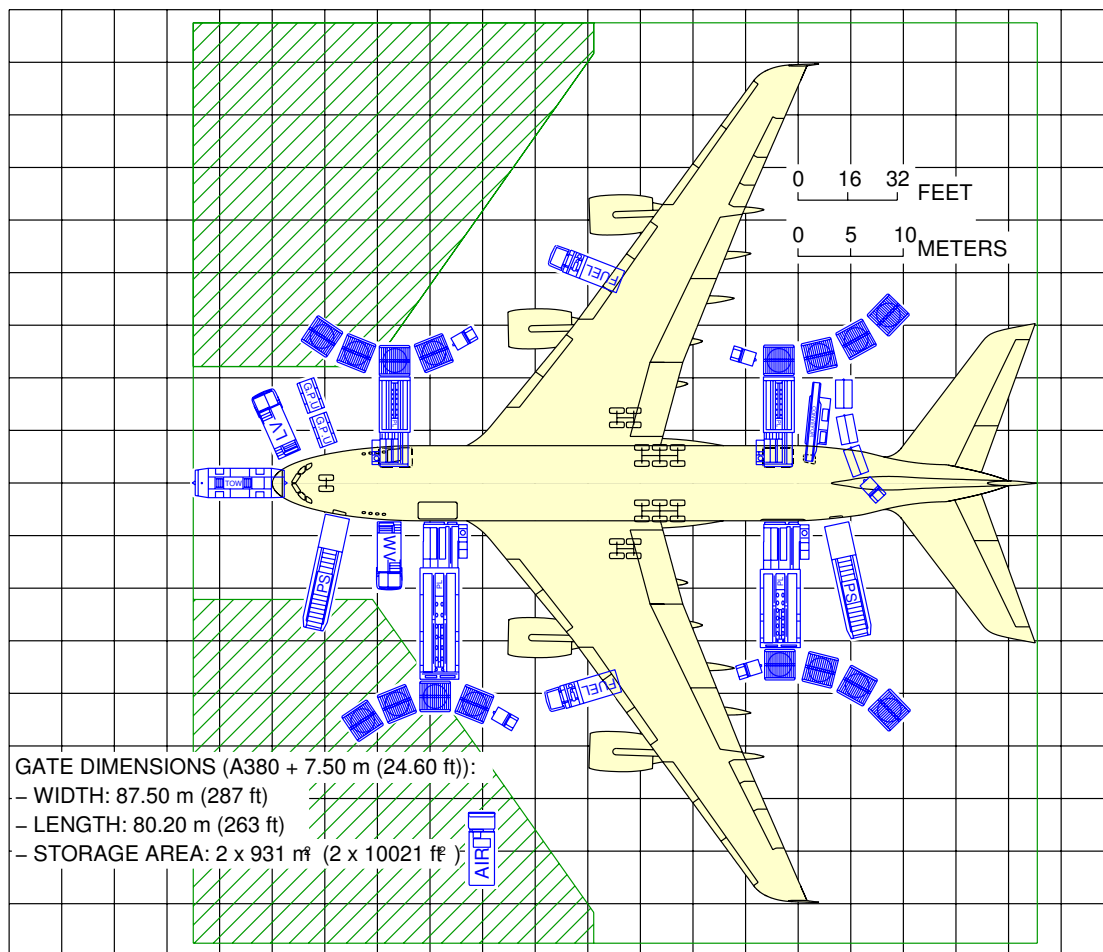 0 16 32 FEET
0 5 10 METERS
FUEL
GPU
GPU
LV
TOW
PS
WV
PL
PL
PS
FUEL
GATE DIMENSIONS (A380 + 7.50 m (24.60 ft)):
– WIDTH: 87.50 m (287 ft)
– LENGTH: 80.20 m (263 ft)
– STORAGE AREA: 2 x 931 m² (2 x 10021 ft²)
AIR